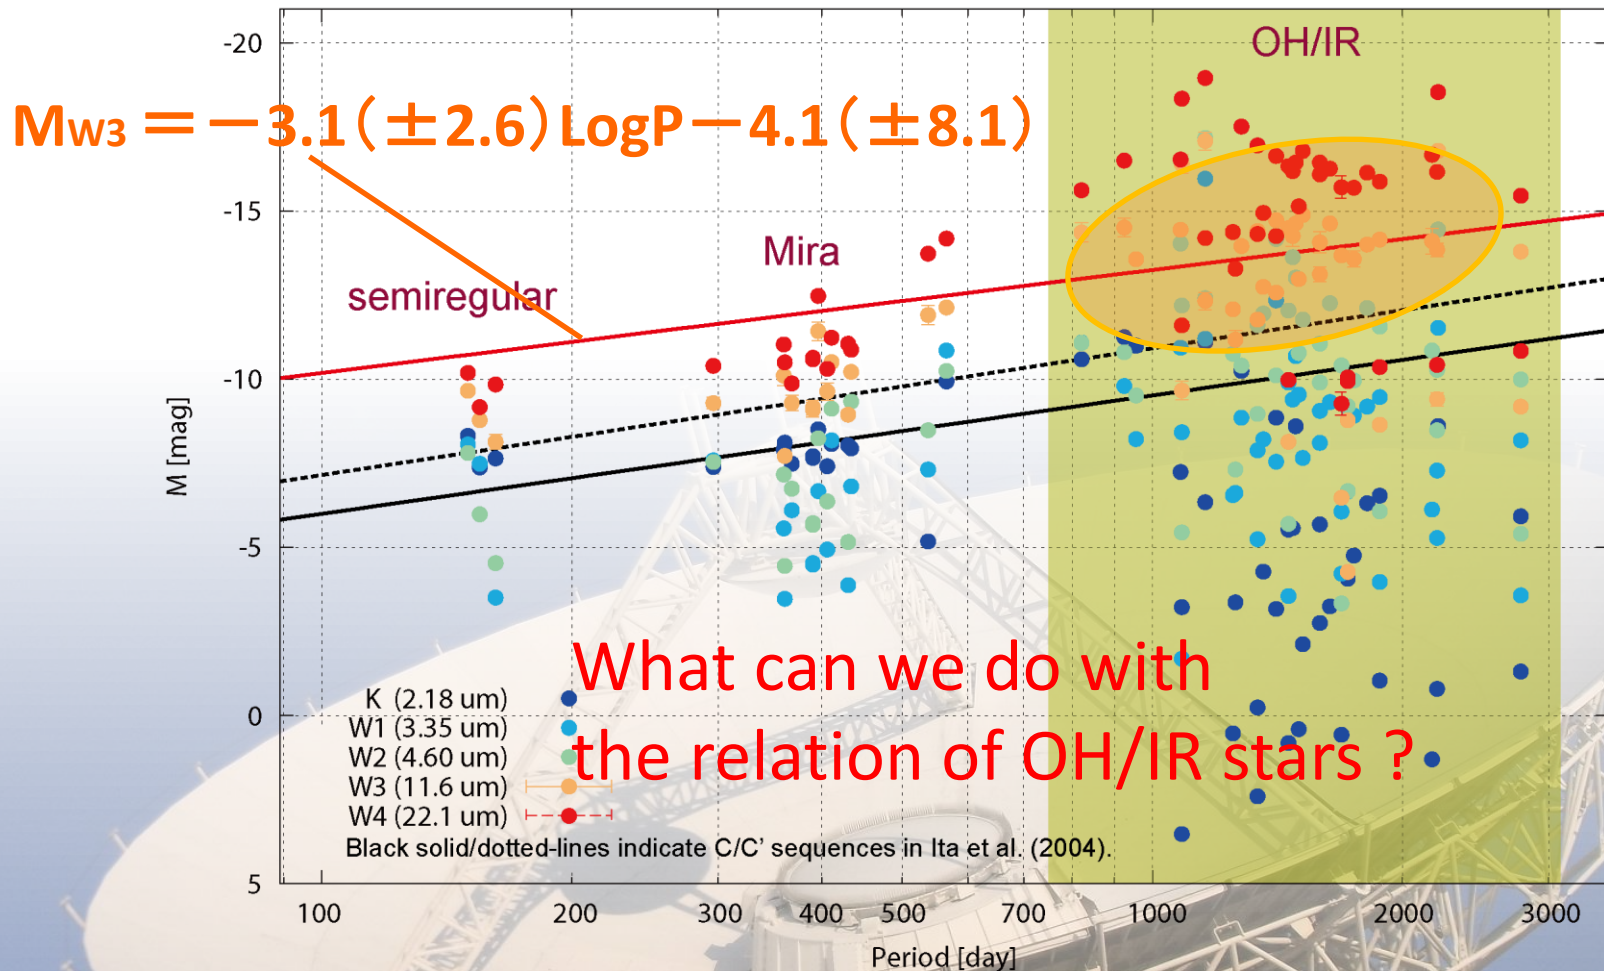 -20
OH/IR
MW3 =−3.1(±2.6)LogP−4.1(±8.1)
-15
Mira
semiregular
-10
M [mag]
-5
What can we do with
the relation of OH/IR stars ?
K (2.18 um)
W1 (3.35 um)
0
W2 (4.60 um)
W3 (11.6 um)
W4 (22.1 um)
Black solid/dotted-lines indicate C/C' sequences in Ita et al. (2004).
5
100 200 300 400 500 700 1000 2000 3000
Period [day]